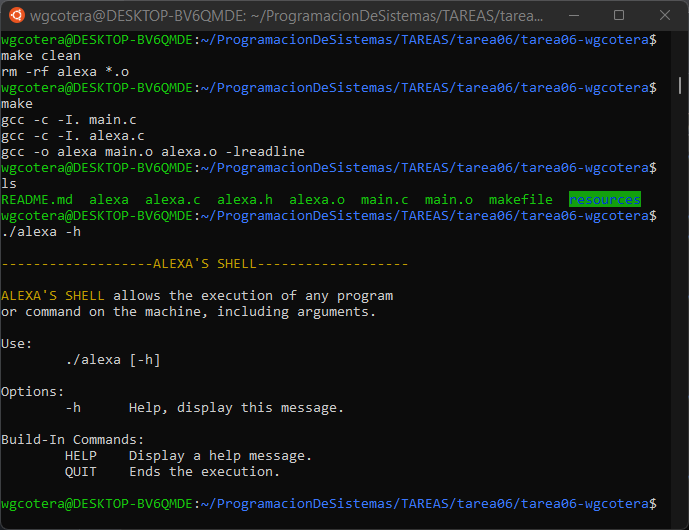 wgcotera@DESKTOP-BV6QMDE: ~/ProgramacionDeSistemas/TAREAS/tarea06/tare...
wgcotera@DESKTOP-BV6QMDE:~/ProgramacionDeSistemas/TAREAS/tarea06/tarea06-wgcotera$
make clean
rm -rf alexa *.o
wgcotera@DESKTOP-BV6QMDE:~/ProgramacionDeSistemas/TAREAS/tarea06/tarea06-wgcotera$
make
gcc -c -I. main.c
gcc -c -I. alexa.c
gcc -o alexa main.o alexa.o -lreadline
wgcotera@DESKTOP-BV6QMDE:~/ProgramacionDeSistemas/TAREAS/tarea06/tarea06-wgcotera$
ls
README.md  alexa  alexa.c  alexa.h  alexa.o  main.c  main.o  makefile  resources
wgcotera@DESKTOP-BV6QMDE:~/ProgramacionDeSistemas/TAREAS/tarea06/tarea06-wgcotera$
./alexa -h
-------------------ALEXA'S SHELL-------------------
ALEXA'S SHELL allows the execution of any program
or command on the machine, including arguments.
Use:
        ./alexa [-h]
Options:
        -h      Help, display this message.
Build-In Commands:
        HELP    Display a help message.
        QUIT    Ends the execution.
wgcotera@DESKTOP-BV6QMDE:~/ProgramacionDeSistemas/TAREAS/tarea06/tarea06-wgcotera$